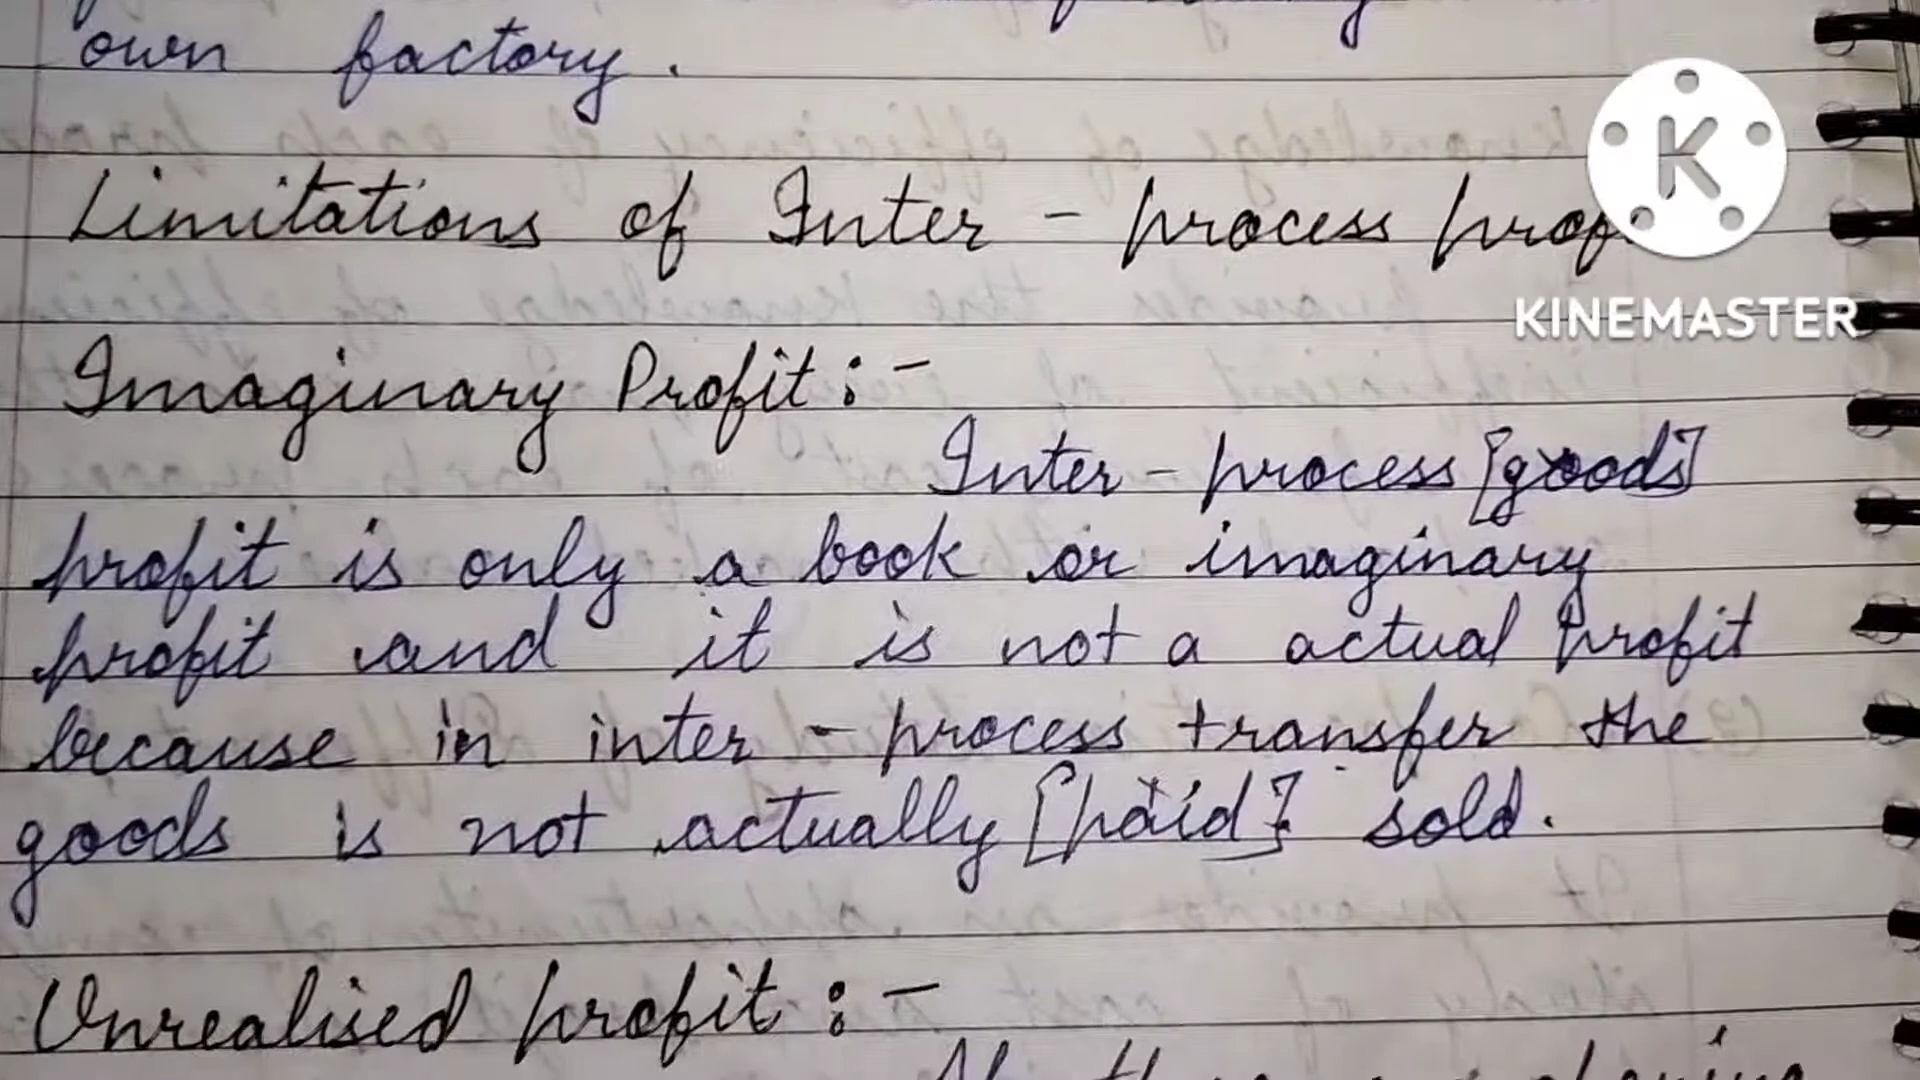 own factory.
Limitations of Inter - process
KINEMASTER
Imaginary Profit :-
Inter - process [goods]
profit is only a book or imaginary
profit and it is not a actual profit
because in inter - process transfer the
goods is not actually [paid] sold.
Unrealised profit :-